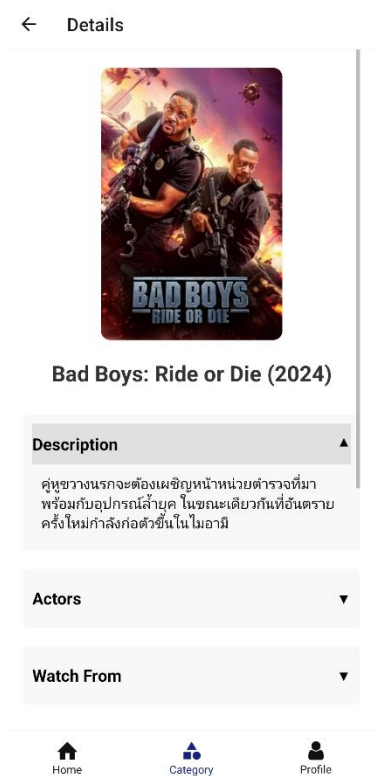 Details
BAD BOYS
RIDE OR DIE
Bad Boys: Ride or Die (2024)
Description
คู่หูขวางนรกจะต้องเผชิญหน้าหน่วยตำรวจที่มา
พร้อมกับอุปกรณ์ล้ำยุค ในขณะเดียวกันที่อันตราย
ครั้งใหม่กำลังก่อตัวขึ้นในไมอามี
Actors
Watch From
Home
Category
Profile